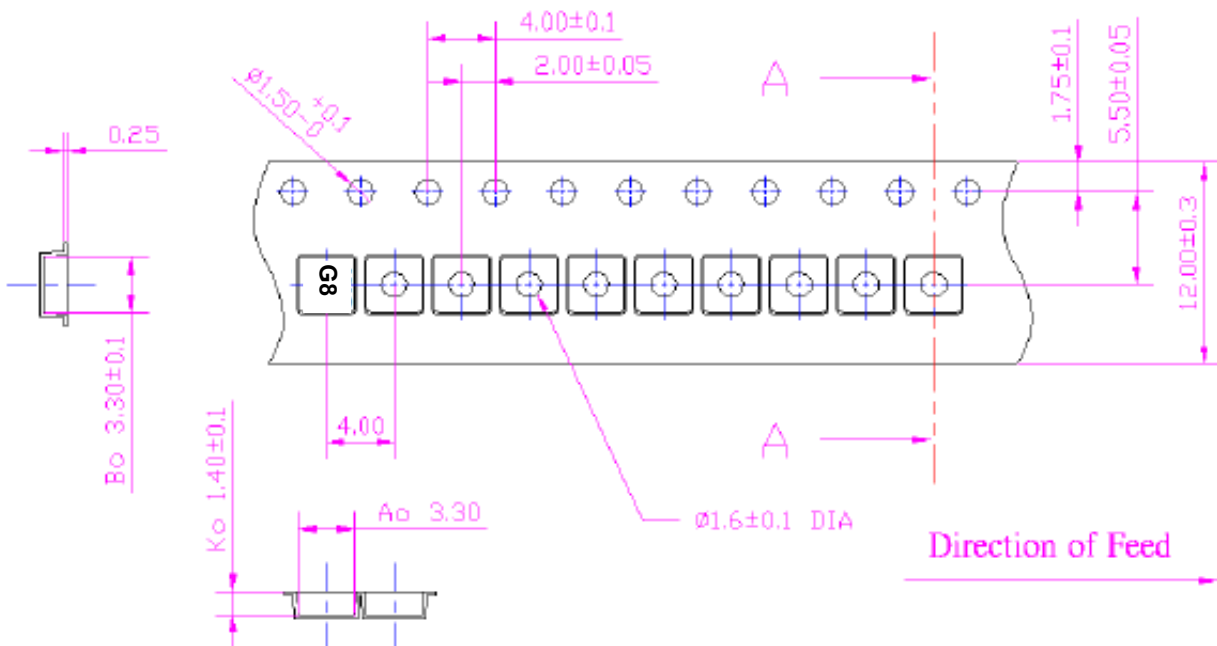 4.00±0.1
2.00±0.05
Ø1.50 +0.1 -0
0.25
A
1.75±0.1
5.50±0.05
12.00±0.3
G8
Bo 3.30±0.1
4.00
A
Ko 1.40±0.1
Ao 3.30
Ø1.6±0.1 DIA
Direction of Feed